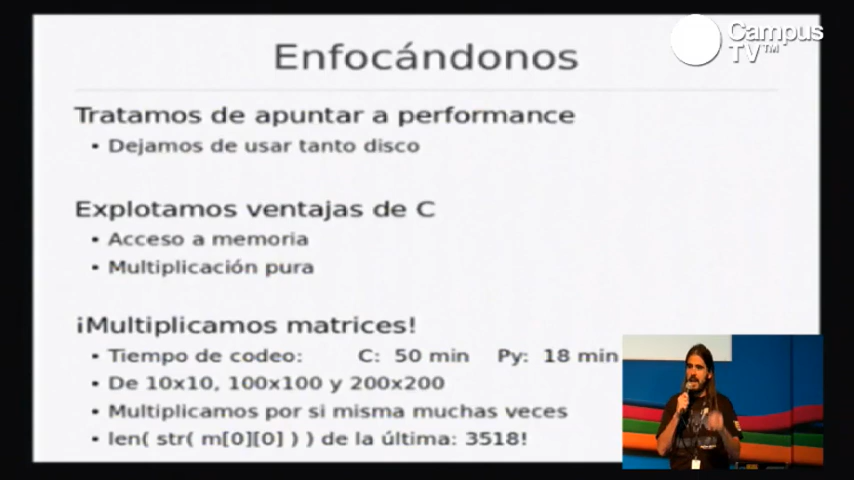 Enfocándonos
Campus
TV™
Tratamos de apuntar a performance
• Dejamos de usar tanto disco
Explotamos ventajas de C
• Acceso a memoria
• Multiplicación pura
¡Multiplicamos matrices!
• Tiempo de codeo: C: 50 min Py: 18 min
• De 10x10, 100x100 y 200x200
• Multiplicamos por si misma muchas veces
• len( str( m[0][0] ) ) de la última: 3518!